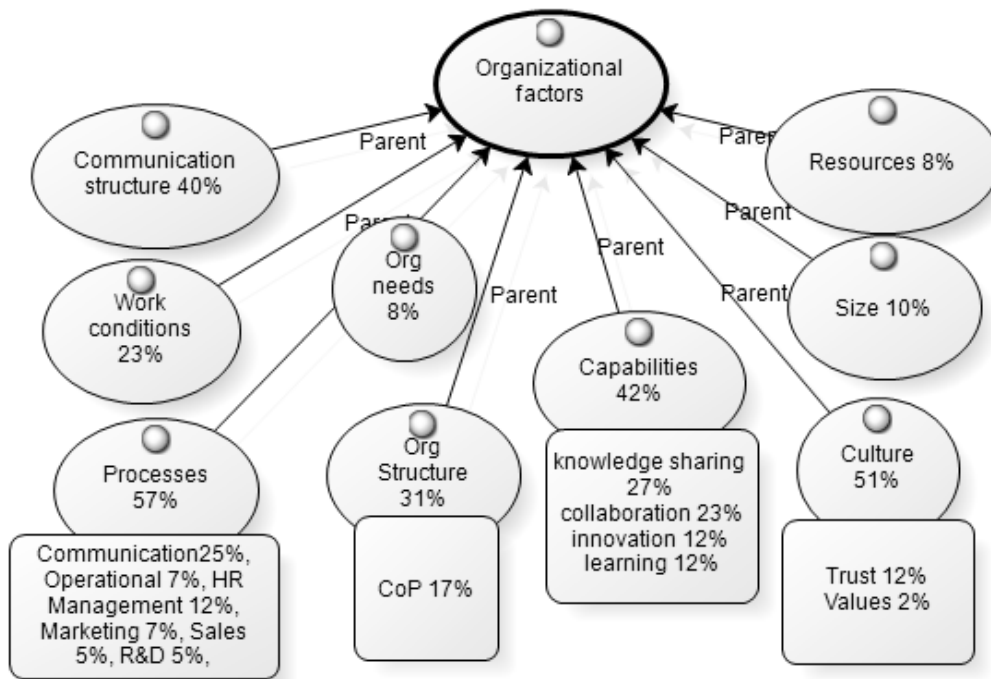 Organizational
factors
Communication
structure 40%
Parent
Parent
Resources 8%
Work
conditions
23%
Parent
Org
needs
8%
Parent
Parent
Parent
Parent
Size 10%
Processes
57%
Communication25%,
Operational 7%, HR
Management 12%,
Marketing 7%, Sales
5%, R&D 5%,
Org
Structure
31%
CoP 17%
Capabilities
42%
knowledge sharing
27%
collaboration 23%
innovation 12%
learning 12%
Culture
51%
Trust 12%
Values 2%